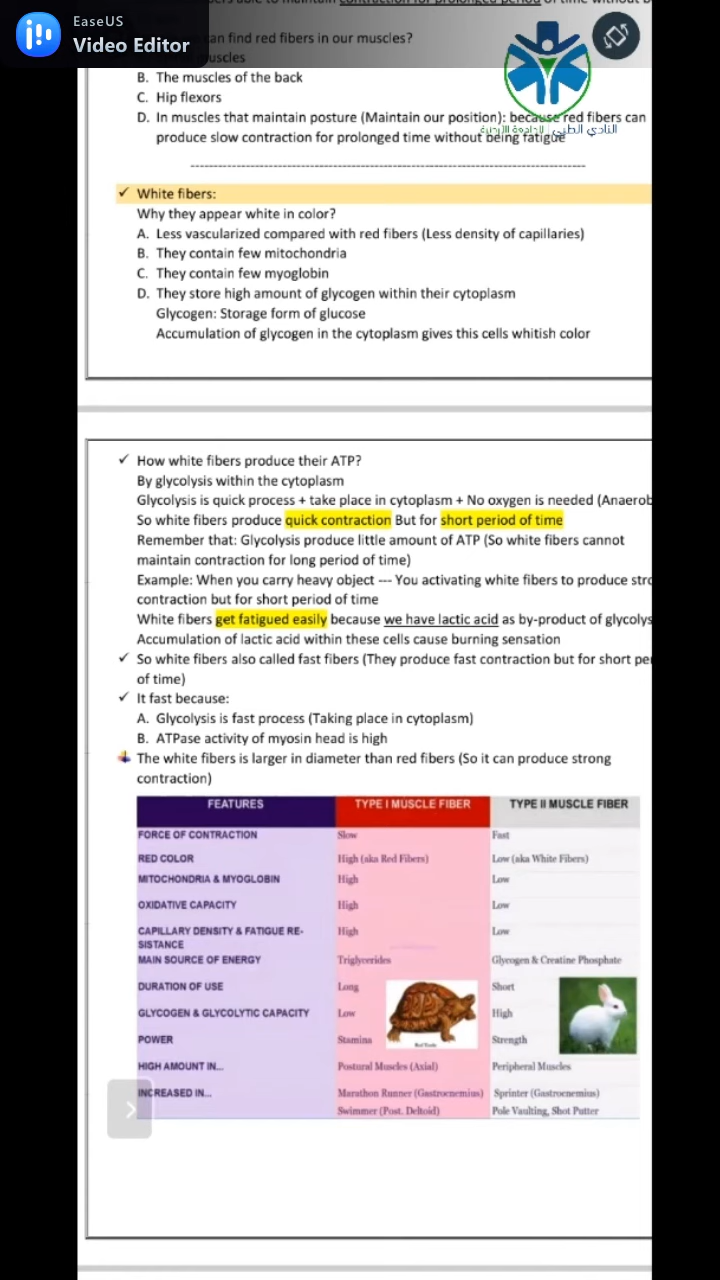 EaseUS
Video Editor
contraction for prolonged period of time without b
can find red fibers in our muscles?
B. The muscles of the back
C. Hip flexors
D. In muscles that maintain posture (Maintain our position): because red fibers can
produce slow contraction for prolonged time without being fatigue
النادي الطبي | الجامعة الأردنية
✓ White fibers:
Why they appear white in color?
A. Less vascularized compared with red fibers (Less density of capillaries)
B. They contain few mitochondria
C. They contain few myoglobin
D. They store high amount of glycogen within their cytoplasm
Glycogen: Storage form of glucose
Accumulation of glycogen in the cytoplasm gives this cells whitish color
✓ How white fibers produce their ATP?
By glycolysis within the cytoplasm
Glycolysis is quick process + take place in cytoplasm + No oxygen is needed (Anaerob
So white fibers produce quick contraction But for short period of time
Remember that: Glycolysis produce little amount of ATP (So white fibers cannot
maintain contraction for long period of time)
Example: When you carry heavy object --- You activating white fibers to produce stro
contraction but for short period of time
White fibers get fatigued easily because we have lactic acid as by-product of glycolys
Accumulation of lactic acid within these cells cause burning sensation
✓ So white fibers also called fast fibers (They produce fast contraction but for short per
of time)
✓ It fast because:
A. Glycolysis is fast process (Taking place in cytoplasm)
B. ATPase activity of myosin head is high
The white fibers is larger in diameter than red fibers (So it can produce strong
contraction)
FEATURES TYPE I MUSCLE FIBER TYPE II MUSCLE FIBER
FORCE OF CONTRACTION Slow Fast
RED COLOR High (aka Red Fibers) Low (aka White Fibers)
MITOCHONDRIA & MYOGLOBIN High Low
OXIDATIVE CAPACITY High Low
CAPILLARY DENSITY & FATIGUE RE- High Low
SISTANCE
MAIN SOURCE OF ENERGY Triglycerides Glycogen & Creatine Phosphate
DURATION OF USE Long Short
GLYCOGEN & GLYCOLYTIC CAPACITY Low High
POWER Stamina Strength
HIGH AMOUNT IN... Postural Muscles (Axial) Peripheral Muscles
INCREASED IN... Marathon Runner (Gastrocnemius) Sprinter (Gastrocnemius)
Swimmer (Post. Deltoid) Pole Vaulting, Shot Putter